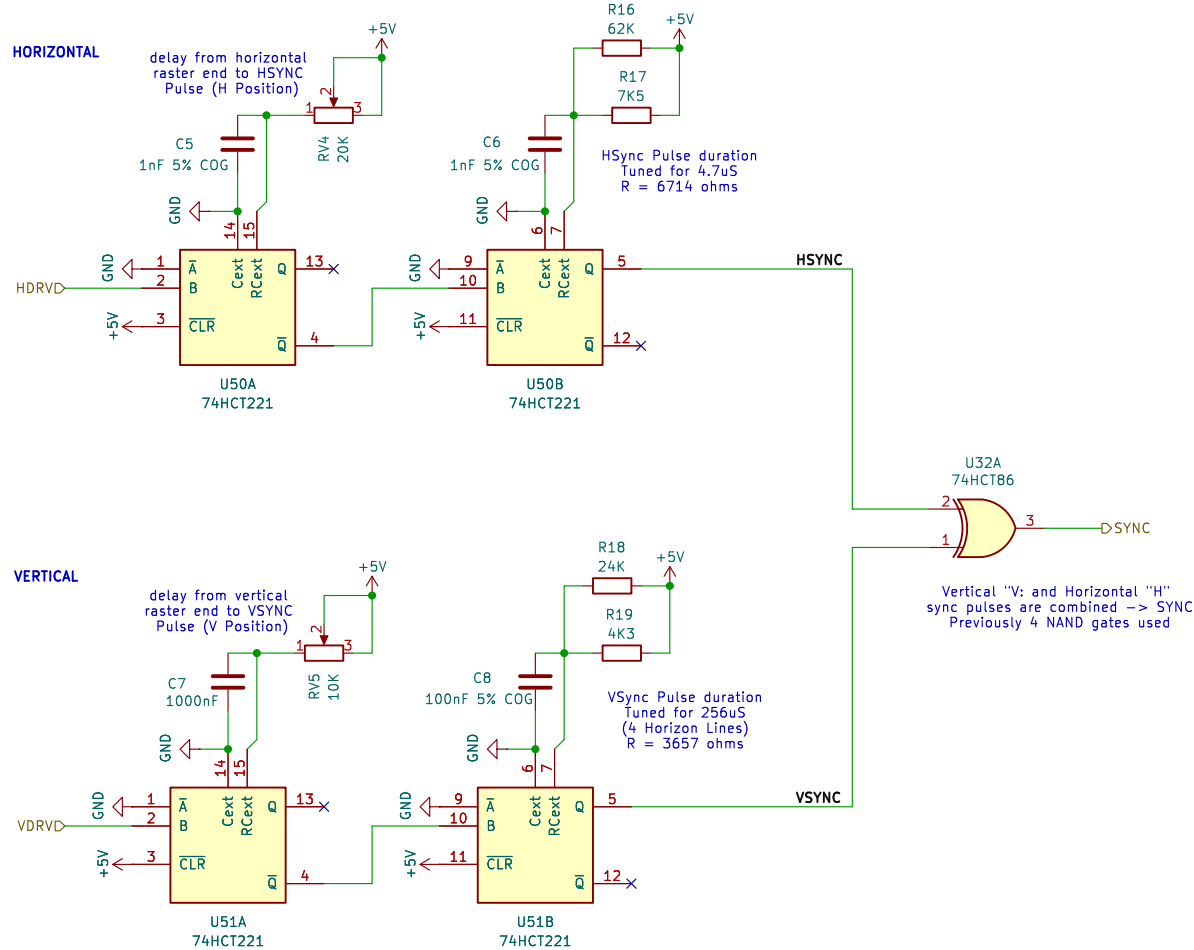 HORIZONTAL
delay from horizontal
raster end to HSYNC
Pulse (H Position)
+5V
1
2
3
RV4
20K
C5
1nF 5% COG
GND
14
15
GND
1
A
2
B
HDRV
+5V
3
CLR
Cext
RCext
Q
13
Q
4
U50A
74HCT221
R16
62K
+5V
R17
7K5
C6
1nF 5% COG
HSync Pulse duration
Tuned for 4.7uS
R = 6714 ohms
GND
6
7
GND
9
A
10
B
+5V
11
CLR
Cext
RCext
Q
5
Q
12
U50B
74HCT221
HSYNC
U32A
74HCT86
2
1
3
SYNC
Vertical "V: and Horizontal "H"
sync pulses are combined -> SYNC
Previously 4 NAND gates used
VERTICAL
delay from vertical
raster end to VSYNC
Pulse (V Position)
+5V
1
2
3
RV5
10K
C7
1000nF
GND
14
15
GND
1
A
2
B
VDRV
+5V
3
CLR
Cext
RCext
Q
13
Q
4
U51A
74HCT221
R18
24K
+5V
R19
4K3
C8
100nF 5% COG
VSync Pulse duration
Tuned for 256uS
(4 Horizon Lines)
R = 3657 ohms
GND
6
7
GND
9
A
10
B
+5V
11
CLR
Cext
RCext
Q
5
Q
12
U51B
74HCT221
VSYNC